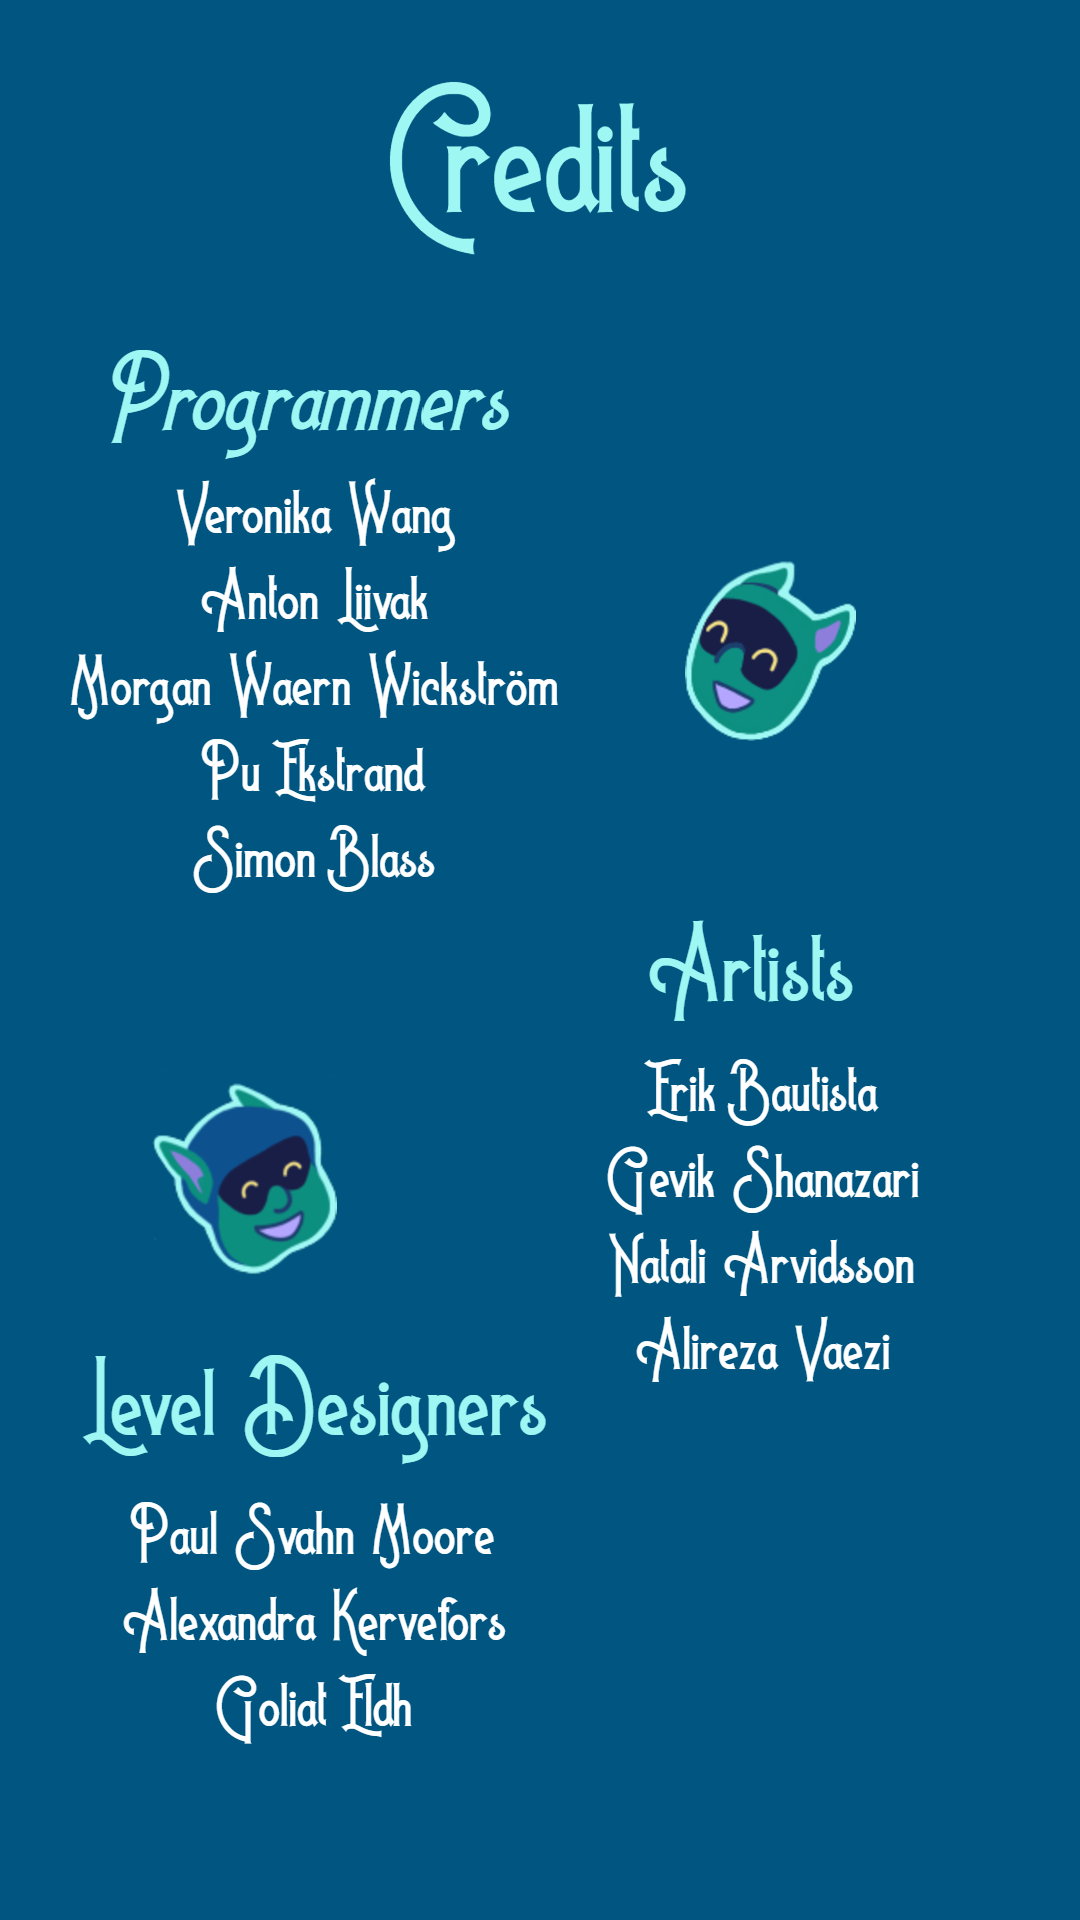 Credits
Programmers
Veronika Wang
Anton Liivak
Morgan Waern Wickström
Pu Ekstrand
Simon Blass
Artists
Erik Bautista
Gevik Shanazari
Natali Arvidsson
Alireza Vaezi
Level Designers
Paul Svahn Moore
Alexandra Kervefors
Goliat Eldh